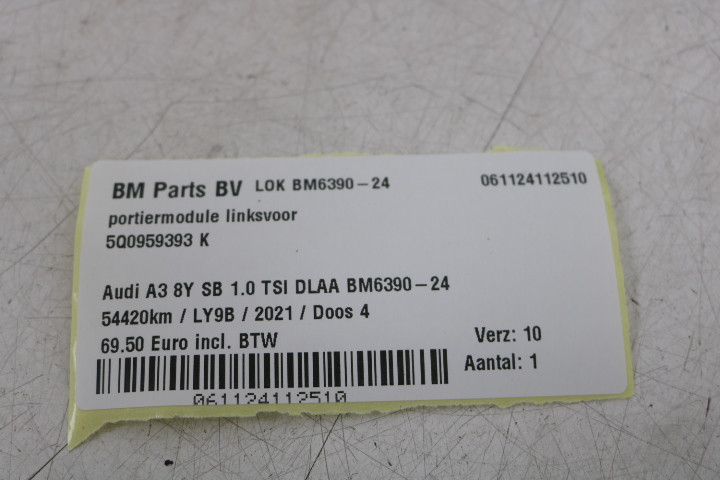 BM Parts BV LOK BM6390-24 061124112510
portiermodule linksvoor
5Q0959393 K
Audi A3 8Y SB 1.0 TSI DLAA BM6390-24
54420km / LY9B / 2021 / Doos 4
69.50 Euro incl. BTW Verz: 10
Aantal: 1
061124112510